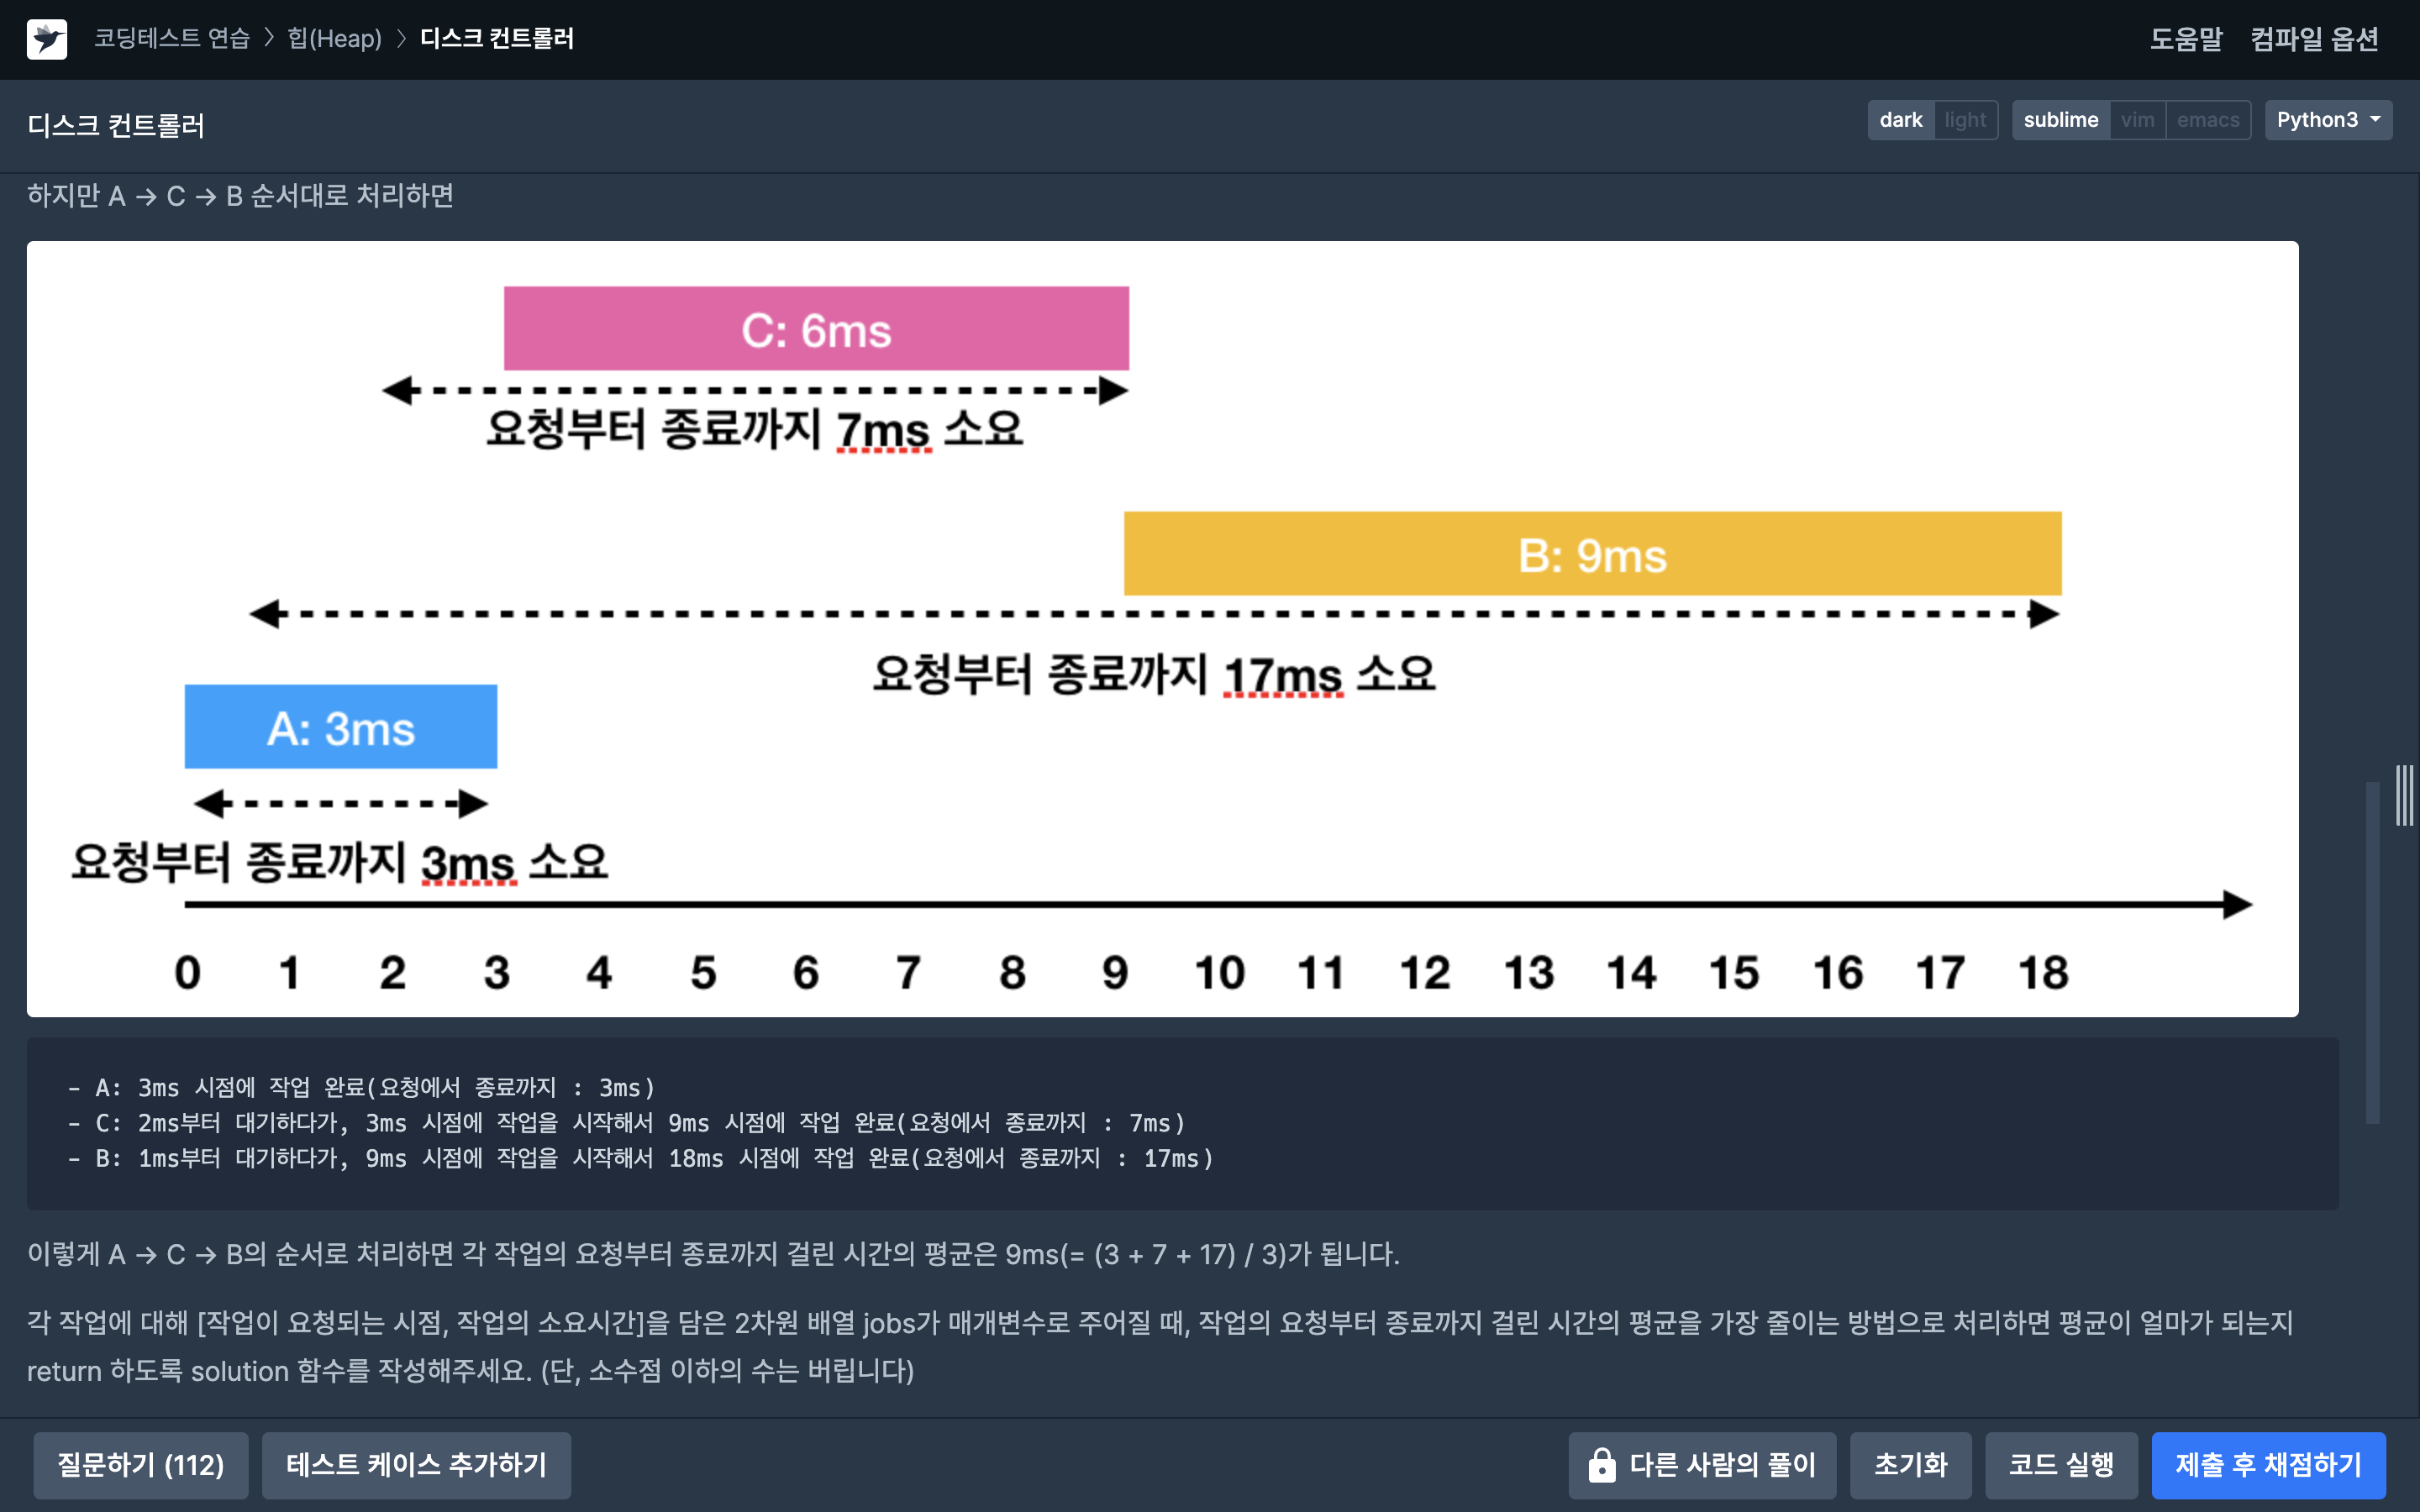 코딩테스트 연습 > 힙(Heap) > 디스크 컨트롤러
도움말 컴파일 옵션
디스크 컨트롤러
dark light sublime vim emacs Python3
하지만 A → C → B 순서대로 처리하면
C: 6ms
요청부터 종료까지 7ms 소요
B: 9ms
요청부터 종료까지 17ms 소요
A: 3ms
요청부터 종료까지 3ms 소요
0 1 2 3 4 5 6 7 8 9 10 11 12 13 14 15 16 17 18
- A: 3ms 시점에 작업 완료(요청에서 종료까지 : 3ms)
- C: 2ms부터 대기하다가, 3ms 시점에 작업을 시작해서 9ms 시점에 작업 완료(요청에서 종료까지 : 7ms)
- B: 1ms부터 대기하다가, 9ms 시점에 작업을 시작해서 18ms 시점에 작업 완료(요청에서 종료까지 : 17ms)
이렇게 A → C → B의 순서로 처리하면 각 작업의 요청부터 종료까지 걸린 시간의 평균은 9ms(= (3 + 7 + 17) / 3)가 됩니다.
각 작업에 대해 [작업이 요청되는 시점, 작업의 소요시간]을 담은 2차원 배열 jobs가 매개변수로 주어질 때, 작업의 요청부터 종료까지 걸린 시간의 평균을 가장 줄이는 방법으로 처리하면 평균이 얼마가 되는지
return 하도록 solution 함수를 작성해주세요. (단, 소수점 이하의 수는 버립니다)
질문하기 (112) 테스트 케이스 추가하기 다른 사람의 풀이 초기화 코드 실행 제출 후 채점하기